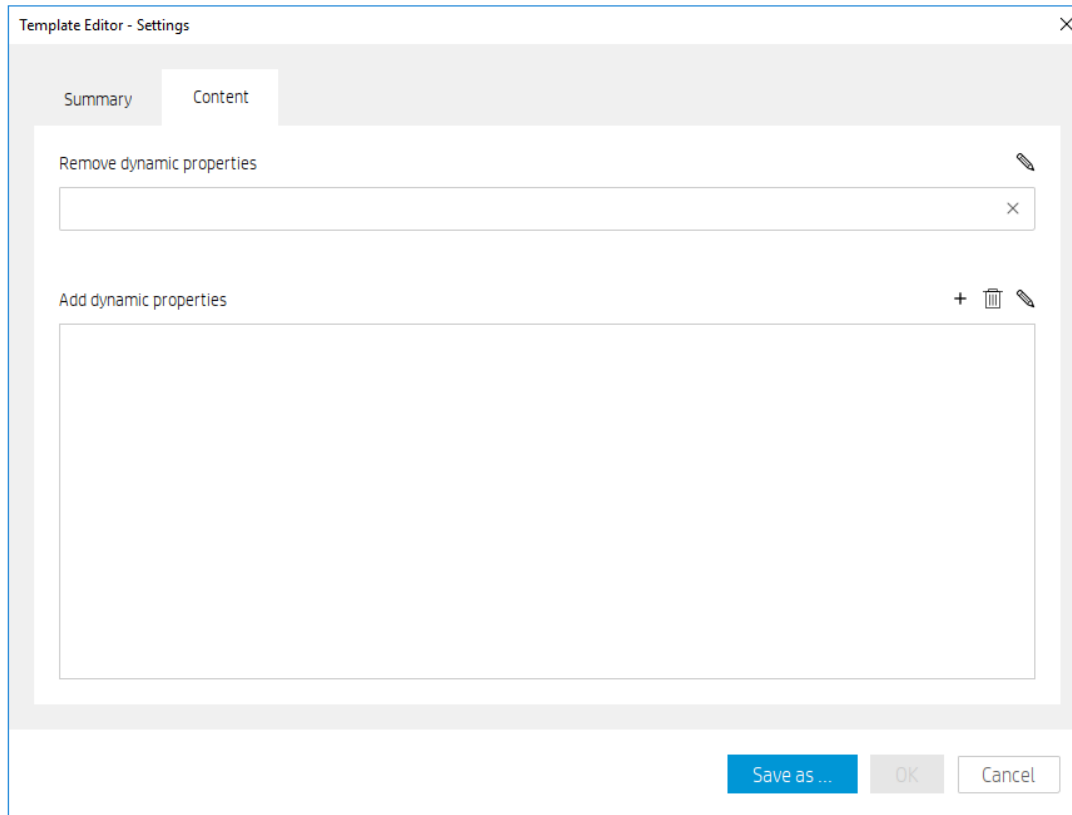 Template Editor - Settings
Summary
Content
Remove dynamic properties
Add dynamic properties
Save as ...
OK
Cancel